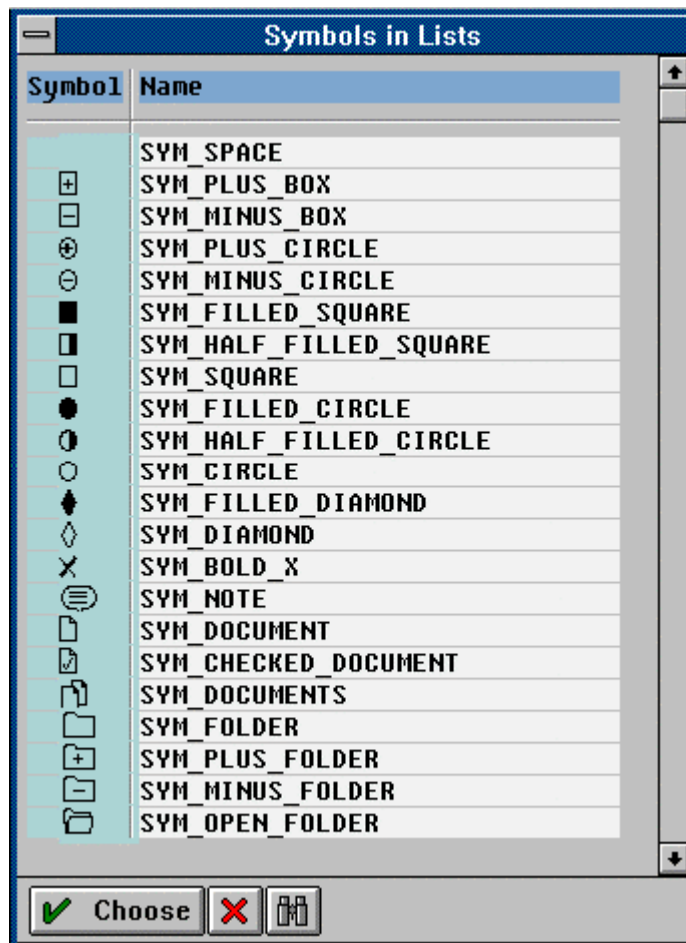 Symbols in Lists
Symbol Name
SYM_SPACE
SYM_PLUS_BOX
SYM_MINUS_BOX
SYM_PLUS_CIRCLE
SYM_MINUS_CIRCLE
SYM_FILLED_SQUARE
SYM_HALF_FILLED_SQUARE
SYM_SQUARE
SYM_FILLED_CIRCLE
SYM_HALF_FILLED_CIRCLE
SYM_CIRCLE
SYM_FILLED_DIAMOND
SYM_DIAMOND
SYM_BOLD_X
SYM_NOTE
SYM_DOCUMENT
SYM_CHECKED_DOCUMENT
SYM_DOCUMENTS
SYM_FOLDER
SYM_PLUS_FOLDER
SYM_MINUS_FOLDER
SYM_OPEN_FOLDER
Choose